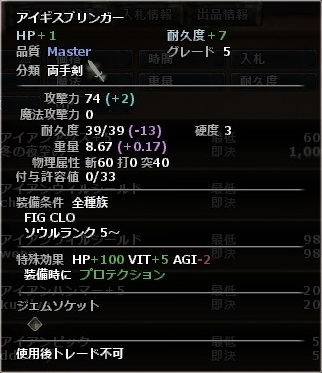 アイギスブリンガー
HP+1 耐久度+7
品質 Master グレード 5
分類 両手剣
攻撃力 74 (+2)
魔法攻撃力 0
耐久度 39/39 (-13) 硬度 3
重量 8.67 (+0.17)
物理属性 斬60 打0 突40
付与許容値 0/33
装備条件 全種族
FIG CLO
ソウルランク 5～
特殊効果 HP+100 VIT+5 AGI-2
装備時に プロテクション
ジェムソケット
使用後トレード不可